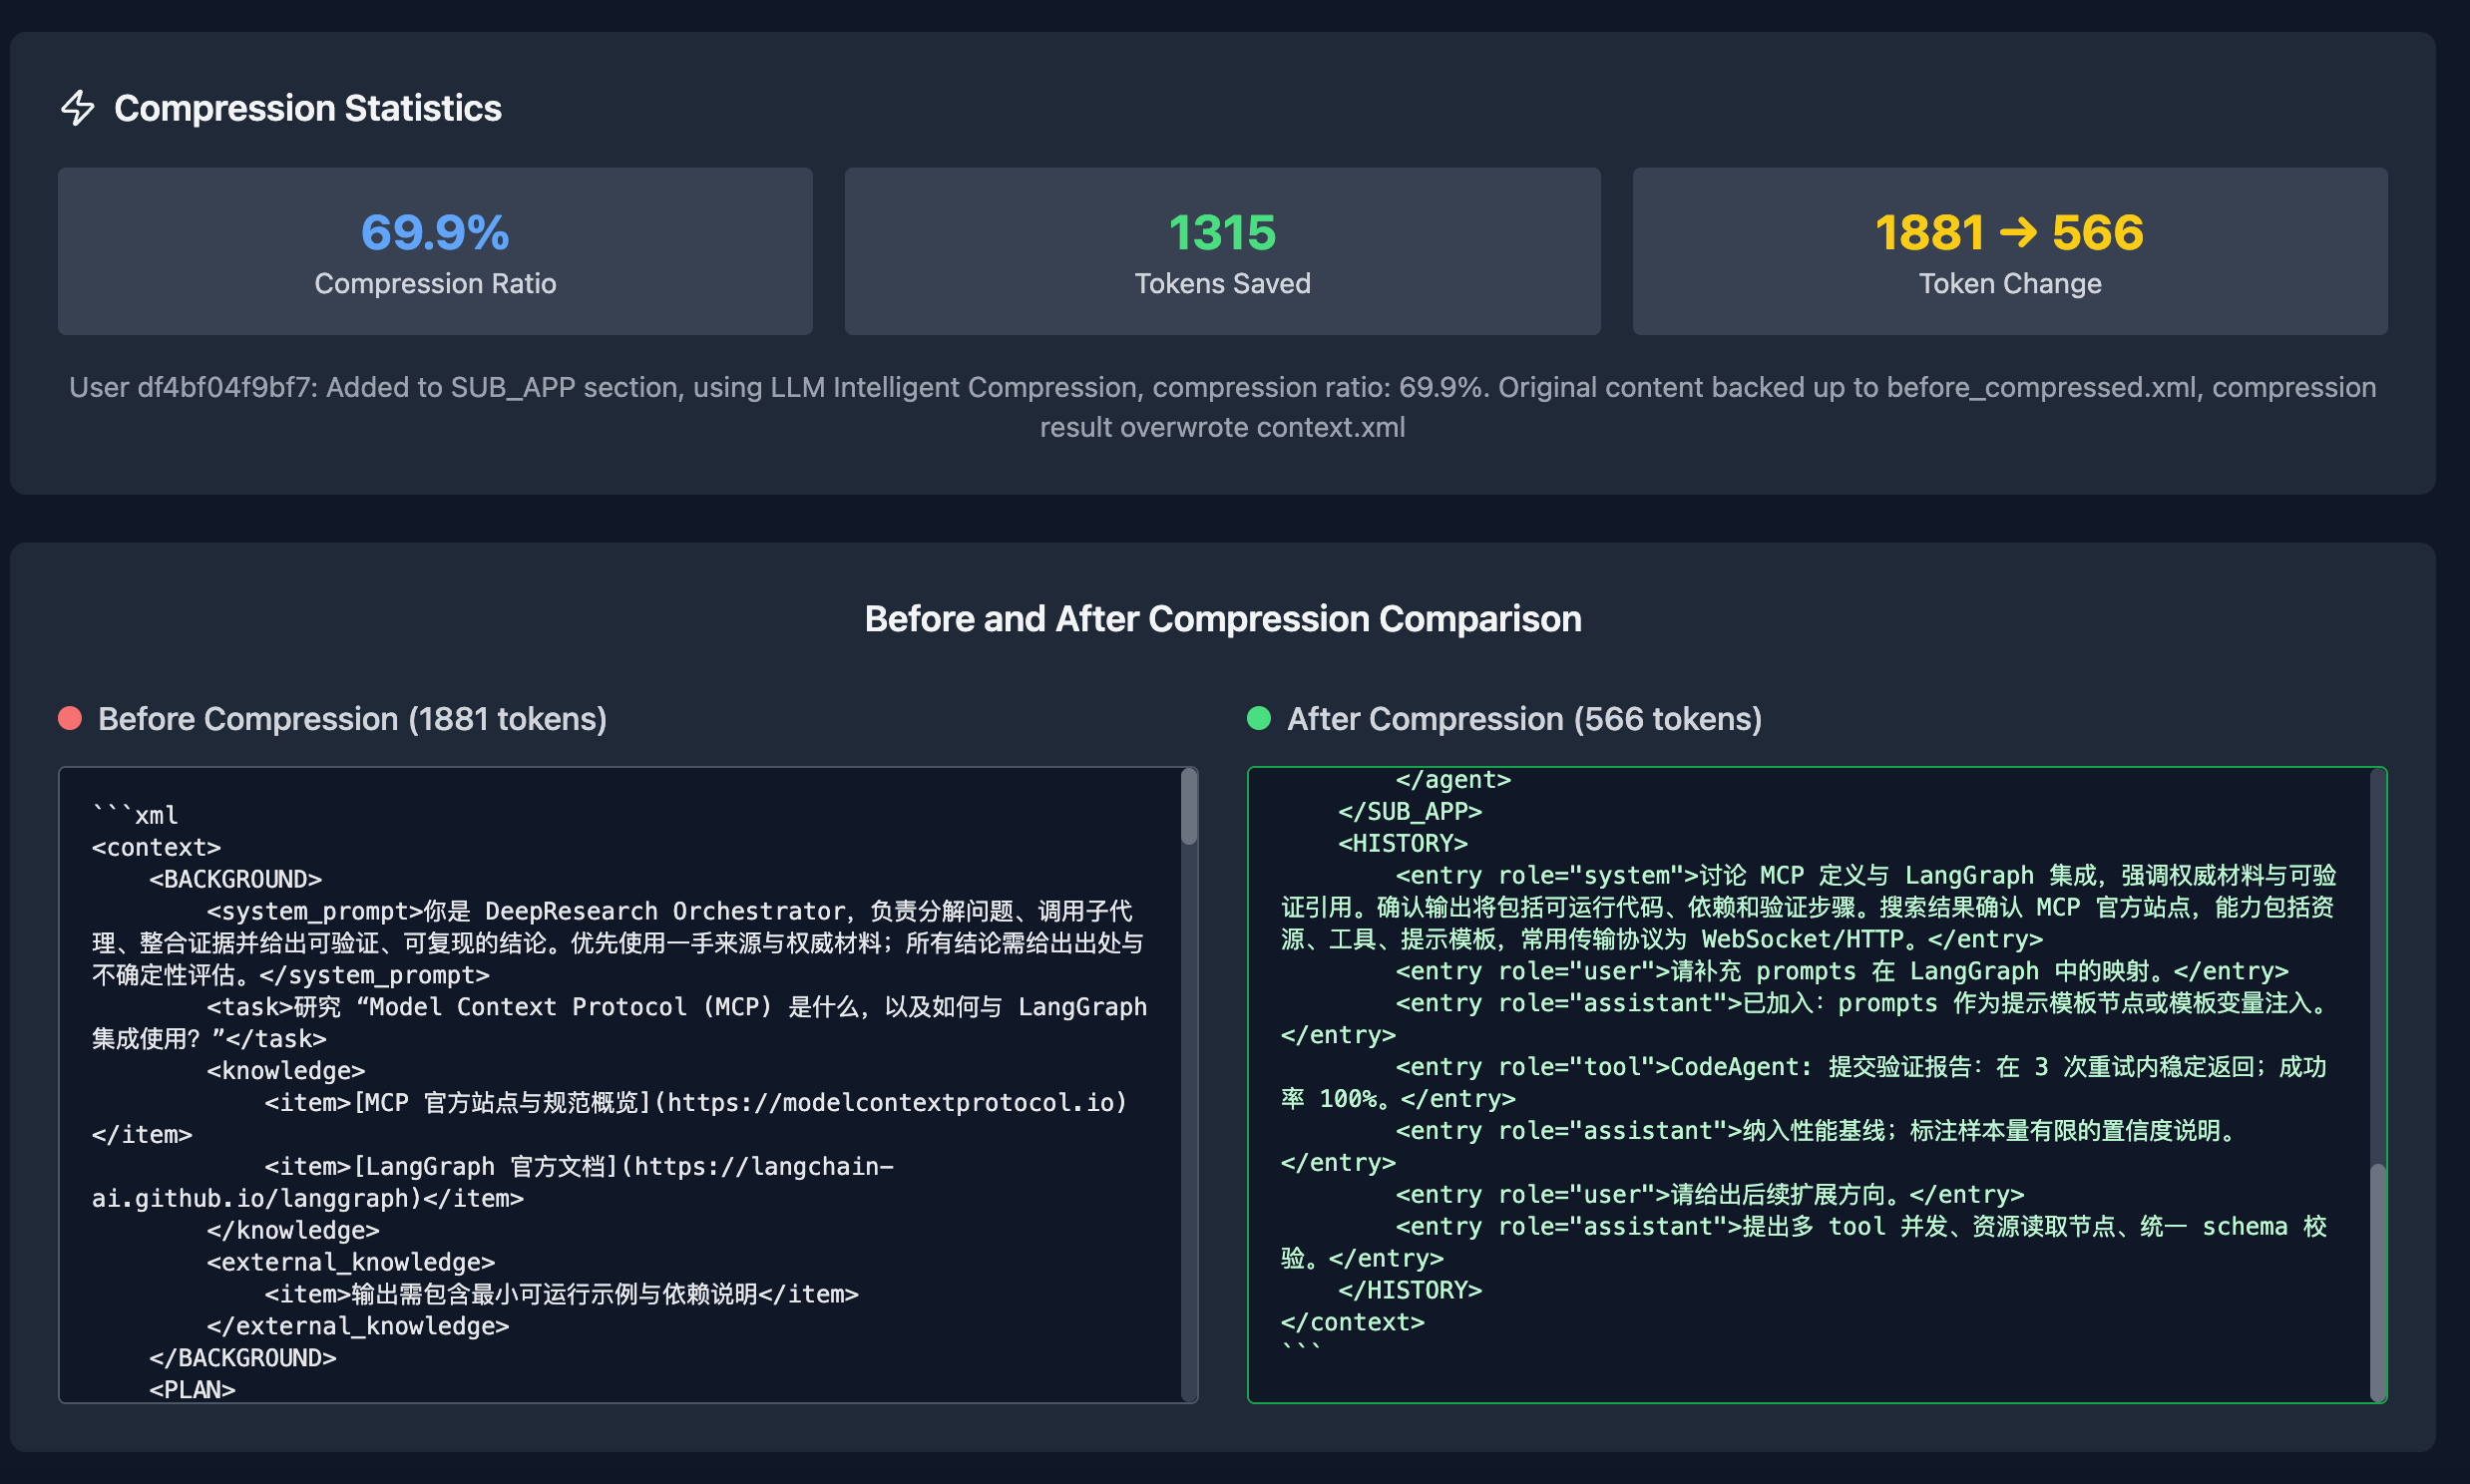 Compression Statistics
69.9%
Compression Ratio
1315
Tokens Saved
1881 → 566
Token Change
User df4bf04f9bf7: Added to SUB_APP section, using LLM Intelligent Compression, compression ratio: 69.9%. Original content backed up to before_compressed.xml, compression
result overwrote context.xml
Before and After Compression Comparison
Before Compression (1881 tokens)
```xml
<context>
    <BACKGROUND>
        <system_prompt>你是 DeepResearch Orchestrator，负责分解问题、调用子代
理、整合证据并给出可验证、可复现的结论。优先使用一手来源与权威材料；所有结论需给出出处与
不确定性评估。</system_prompt>
        <task>研究 “Model Context Protocol (MCP) 是什么，以及如何与 LangGraph
集成使用？”</task>
        <knowledge>
            <item>[MCP 官方站点与规范概览](https://modelcontextprotocol.io)
</item>
            <item>[LangGraph 官方文档](https://langchain-
ai.github.io/langgraph)</item>
        </knowledge>
        <external_knowledge>
            <item>输出需包含最小可运行示例与依赖说明</item>
        </external_knowledge>
    </BACKGROUND>
    <PLAN>
After Compression (566 tokens)
        </agent>
    </SUB_APP>
    <HISTORY>
        <entry role="system">讨论 MCP 定义与 LangGraph 集成，强调权威材料与可验
证引用。确认输出将包括可运行代码、依赖和验证步骤。搜索结果确认 MCP 官方站点，能力包括资
源、工具、提示模板，常用传输协议为 WebSocket/HTTP。</entry>
        <entry role="user">请补充 prompts 在 LangGraph 中的映射。</entry>
        <entry role="assistant">已加入：prompts 作为提示模板节点或模板变量注入。
</entry>
        <entry role="tool">CodeAgent: 提交验证报告：在 3 次重试内稳定返回；成功
率 100%。</entry>
        <entry role="assistant">纳入性能基线；标注样本量有限的置信度说明。
</entry>
        <entry role="user">请给出后续扩展方向。</entry>
        <entry role="assistant">提出多 tool 并发、资源读取节点、统一 schema 校
验。</entry>
    </HISTORY>
</context>
```